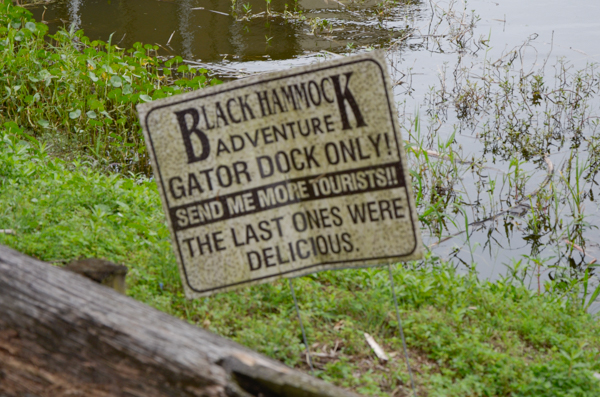 BLACK HAMMOCK
ADVENTURE
GATOR DOCK ONLY!
SEND ME MORE TOURISTS!!
THE LAST ONES WERE
DELICIOUS.